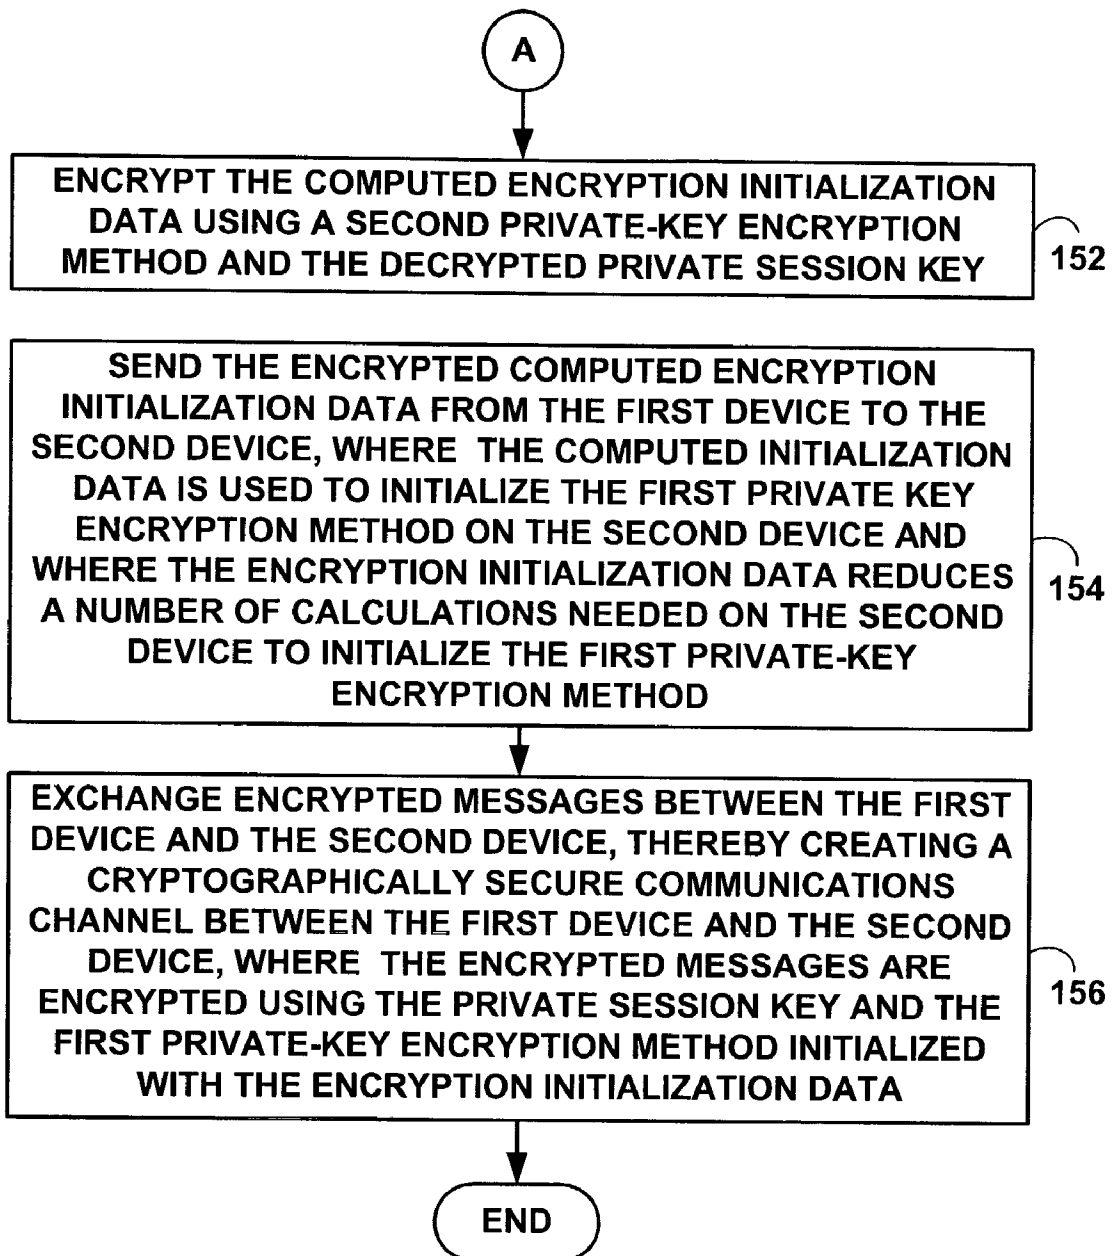 A
ENCRYPT THE COMPUTED ENCRYPTION INITIALIZATION
DATA USING A SECOND PRIVATE-KEY ENCRYPTION
METHOD AND THE DECRYPTED PRIVATE SESSION KEY
152
SEND THE ENCRYPTED COMPUTED ENCRYPTION
INITIALIZATION DATA FROM THE FIRST DEVICE TO THE
SECOND DEVICE, WHERE THE COMPUTED INITIALIZATION
DATA IS USED TO INITIALIZE THE FIRST PRIVATE KEY
ENCRYPTION METHOD ON THE SECOND DEVICE AND
WHERE THE ENCRYPTION INITIALIZATION DATA REDUCES
A NUMBER OF CALCULATIONS NEEDED ON THE SECOND
DEVICE TO INITIALIZE THE FIRST PRIVATE-KEY
ENCRYPTION METHOD
154
EXCHANGE ENCRYPTED MESSAGES BETWEEN THE FIRST
DEVICE AND THE SECOND DEVICE, THEREBY CREATING A
CRYPTOGRAPHICALLY SECURE COMMUNICATIONS
CHANNEL BETWEEN THE FIRST DEVICE AND THE SECOND
DEVICE, WHERE THE ENCRYPTED MESSAGES ARE
ENCRYPTED USING THE PRIVATE SESSION KEY AND THE
FIRST PRIVATE-KEY ENCRYPTION METHOD INITIALIZED
WITH THE ENCRYPTION INITIALIZATION DATA
156
END